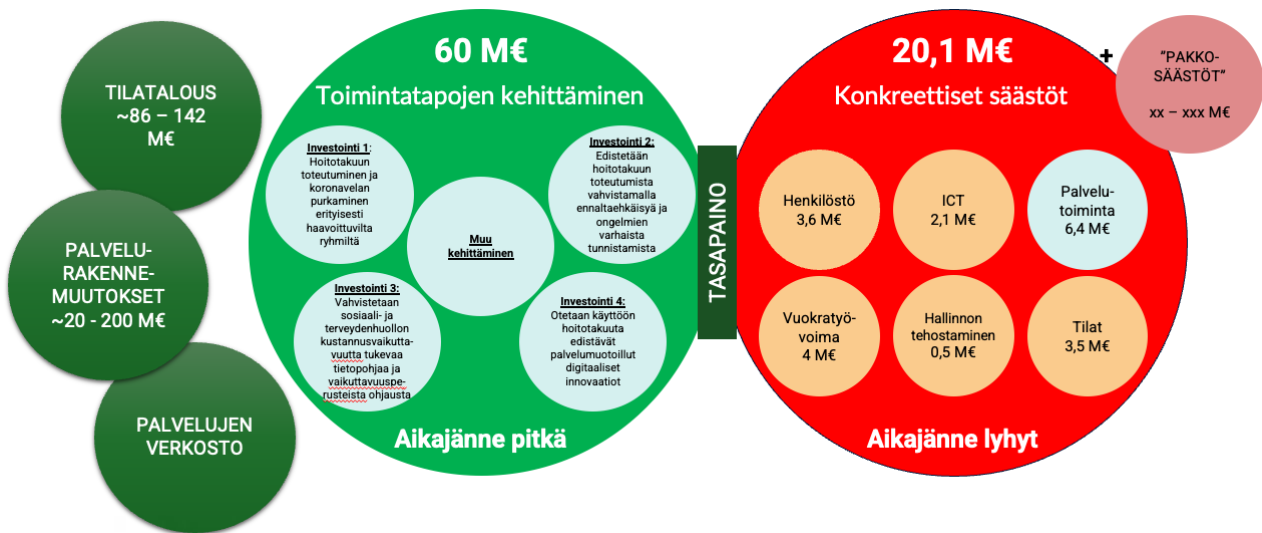 TILATALOUS
~86 – 142
M€
PALVELU-
RAKENNE-
MUUTOKSET
~20 - 200 M€
PALVELUJEN
VERKOSTO
60 M€
Toimintatapojen kehittäminen
Investointi 1:
Hoitotakuun
toteutuminen ja
koronavelan
purkaminen
erityisesti
haavoittuvilta
ryhmiltä
Investointi 2:
Edistetään
hoitotakuun
toteutumista
vahvistamalla
ennaltaehkäisyä ja
ongelmien
varhaista
tunnistamista
Muu
kehittäminen
Investointi 3:
Vahvistetaan
sosiaali- ja
terveydenhuollon
kustannusvaikutta-
vuutta tukevaa
tietopohjaa ja
vaikuttavuuspe-
rusteista ohjausta
Investointi 4:
Otetaan käyttöön
hoitotakuuta
edistävät
palvelumuotoillut
digitaaliset
innovaatiot
Aikajänne pitkä
TASAPAINO
20,1 M€
Konkreettiset säästöt
Henkilöstö
3,6 M€
ICT
2,1 M€
Palvelu-
toiminta
6,4 M€
Vuokratyö-
voima
4 M€
Hallinnon
tehostaminen
0,5 M€
Tilat
3,5 M€
Aikajänne lyhyt
+
"PAKKO-
SÄÄSTÖT"
xx – xxx M€